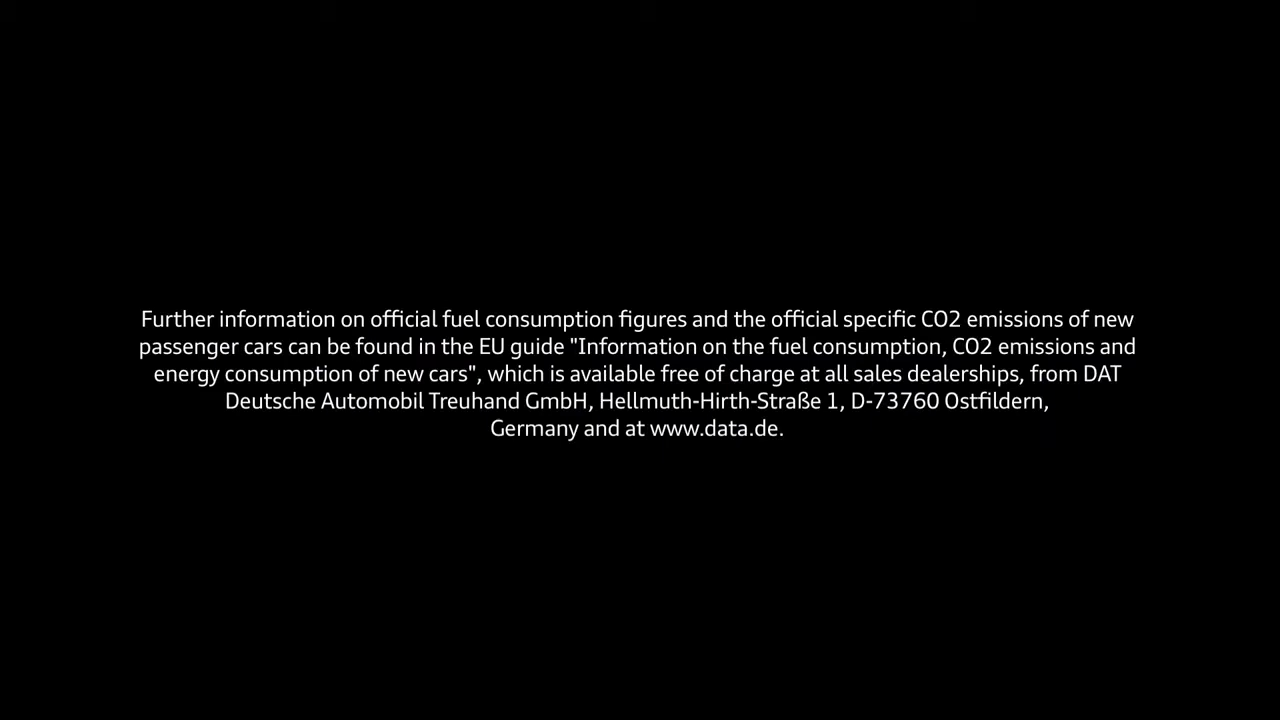 Further information on official fuel consumption figures and the official specific CO2 emissions of new
passenger cars can be found in the EU guide "Information on the fuel consumption, CO2 emissions and
energy consumption of new cars", which is available free of charge at all sales dealerships, from DAT
Deutsche Automobil Treuhand GmbH, Hellmuth-Hirth-Straße 1, D-73760 Ostfildern,
Germany and at www.data.de.